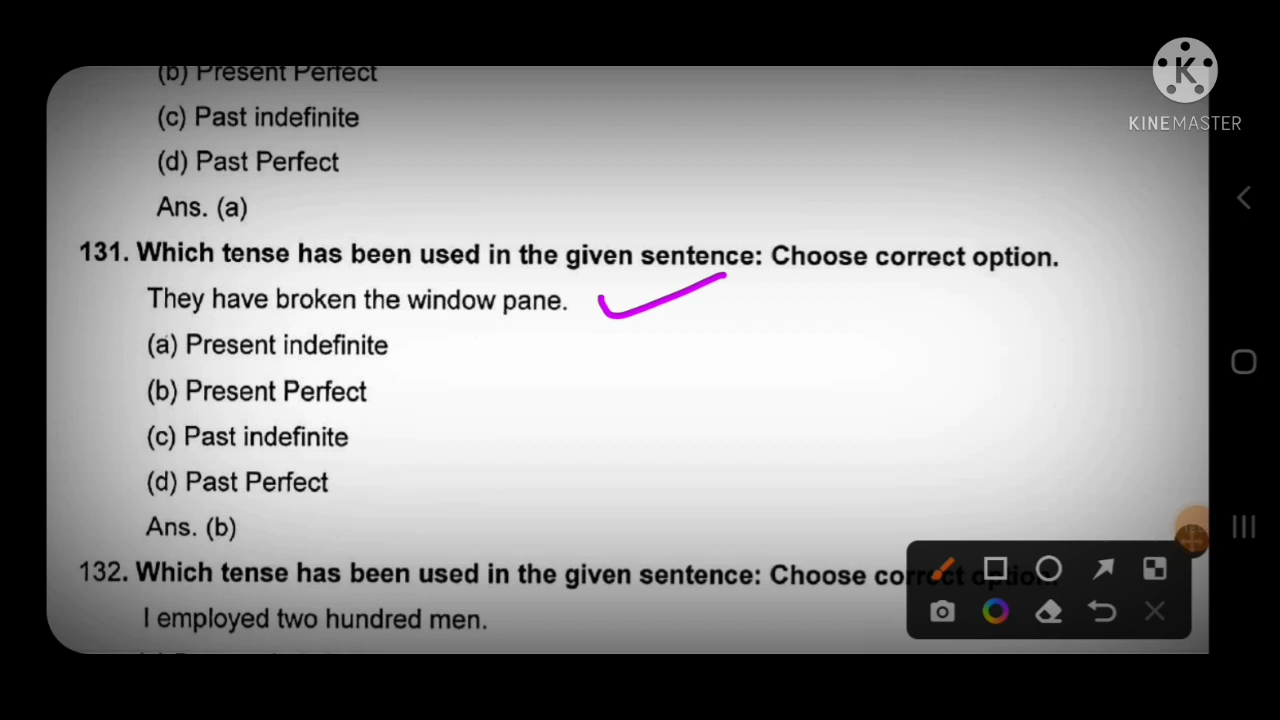 (b) Present Perfect
(c) Past indefinite
(d) Past Perfect
Ans. (a)
131. Which tense has been used in the given sentence: Choose correct option.
They have broken the window pane.
(a) Present indefinite
(b) Present Perfect
(c) Past indefinite
(d) Past Perfect
Ans. (b)
132. Which tense has been used in the given sentence: Choose correct option.
I employed two hundred men.
K
KINEMASTER